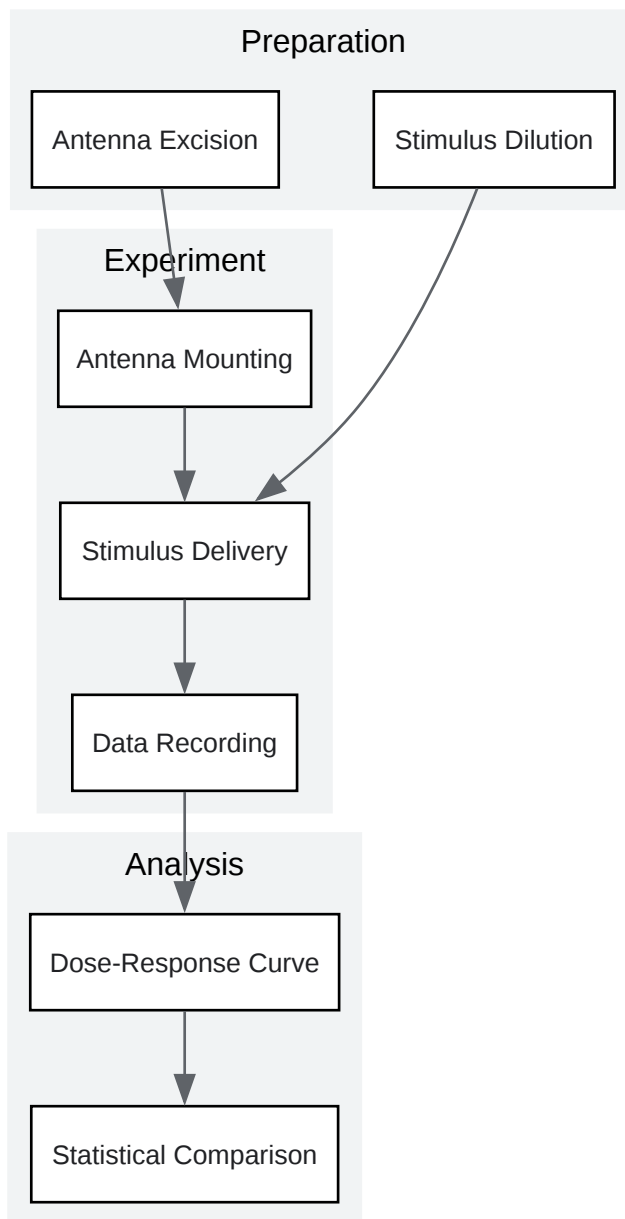 Preparation
Antenna Excision
Stimulus Dilution
Experiment
Antenna Mounting
Stimulus Delivery
Data Recording
Analysis
Dose-Response Curve
Statistical Comparison